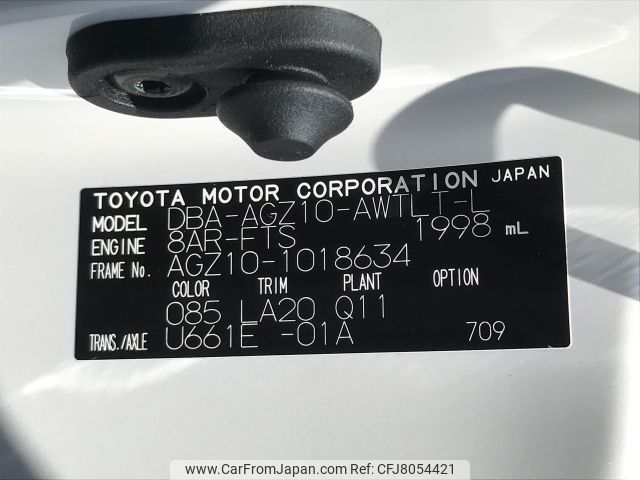 TOYOTA MOTOR CORPORATION JAPAN
MODEL DBA-AGZ10-AWTLT-L
ENGINE 8AR-FTS 1998 mL
FRAME No. AGZ10-1018634
COLOR TRIM PLANT OPTION
085 LA20 Q11
TRANS./AXLE U661E -01A 709
www.CarFromJapan.com ID:CFJ8054421